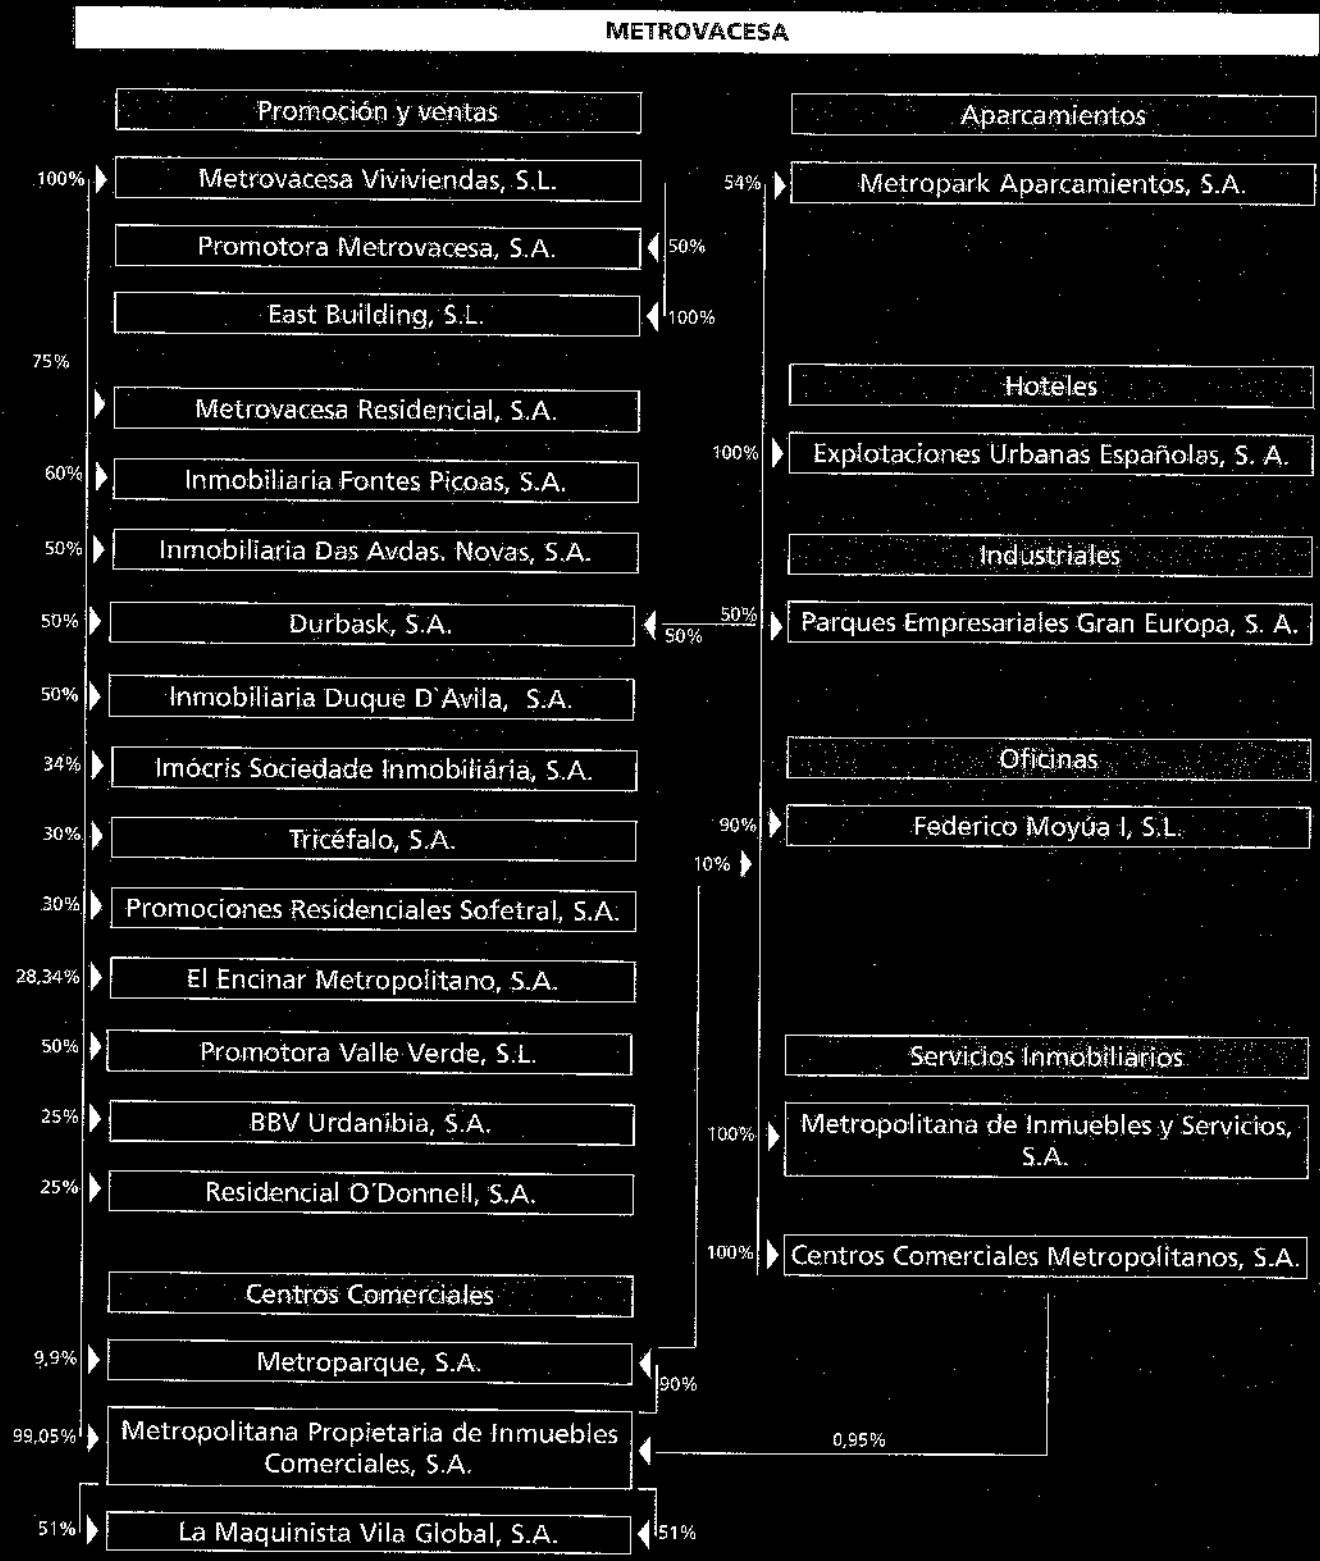 METROVACESA
Promoción y ventas
100%
Metrovacesa Viviviendas, S.L.
Promotora Metrovacesa, S.A.
50%
East Building, S.L.
100%
75%
Metrovacesa Residencial, S.A.
60%
Inmobiliaria Fontes Picoas, S.A.
50%
Inmobiliaria Das Avdas. Novas, S.A.
50%
Durbask, S.A.
50%
50%
Inmobiliaria Duque D`Avila, S.A.
34%
Imócris Sociedade Inmobiliária, S.A.
30%
Tricéfalo, S.A.
30%
Promociones Residenciales Sofetral, S.A.
28,34%
El Encinar Metropolitano, S.A.
50%
Promotora Valle Verde, S.L.
25%
BBV Urdanibia, S.A.
25%
Residencial O´Donnell, S.A.
Centros Comerciales
9,9%
Metroparque, S.A.
90%
99,05%
Metropolitana Propietaria de Inmuebles
Comerciales, S.A.
0,95%
51%
La Maquinista Vila Global, S.A.
51%
Aparcamientos
54%
Metropark Aparcamientos, S.A.
Hoteles
100%
Explotaciones Urbanas Españolas, S. A.
Industriales
50%
Parques Empresariales Gran Europa, S. A.
Oficinas
90%
Federico Moyúa I, S.L.
10%
Servicios Inmobiliarios
100%
Metropolitana de Inmuebles y Servicios,
S.A.
100%
Centros Comerciales Metropolitanos, S.A.